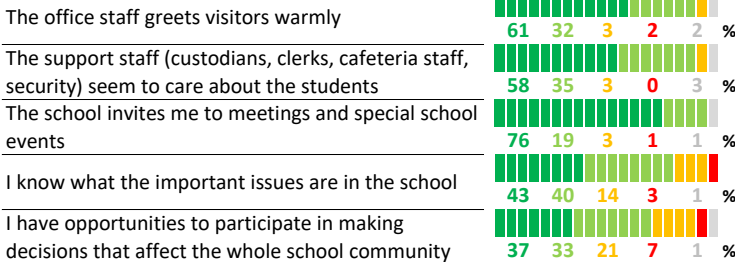 The office staff greets visitors warmly
61 32 3 2 2 %
The support staff (custodians, clerks, cafeteria staff,
security) seem to care about the students
58 35 3 0 3 %
The school invites me to meetings and special school
events
76 19 3 1 1 %
I know what the important issues are in the school
43 40 14 3 1 %
I have opportunities to participate in making
decisions that affect the whole school community
37 33 21 7 1 %